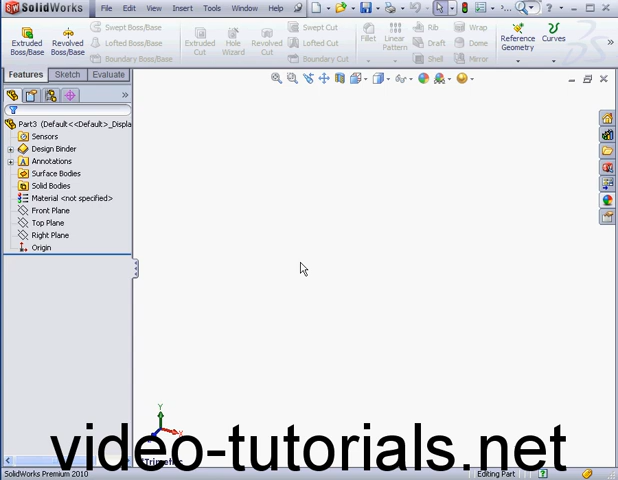 SolidWorks
File Edit View Insert Tools Window Help
Extruded Boss/Base
Revolved Boss/Base
Swept Boss/Base
Lofted Boss/Base
Boundary Boss/Base
Extruded Cut
Hole Wizard
Revolved Cut
Swept Cut
Lofted Cut
Boundary Cut
Fillet
Linear Pattern
Rib
Draft
Shell
Wrap
Dome
Mirror
Reference Geometry
Curves
Features Sketch Evaluate
Part3 (Default<<Default>_Displa
Sensors
Design Binder
Annotations
Surface Bodies
Solid Bodies
Material <not specified>
Front Plane
Top Plane
Right Plane
Origin
Y
X
video-tutorials.net
SolidWorks Premium 2010
Editing Part